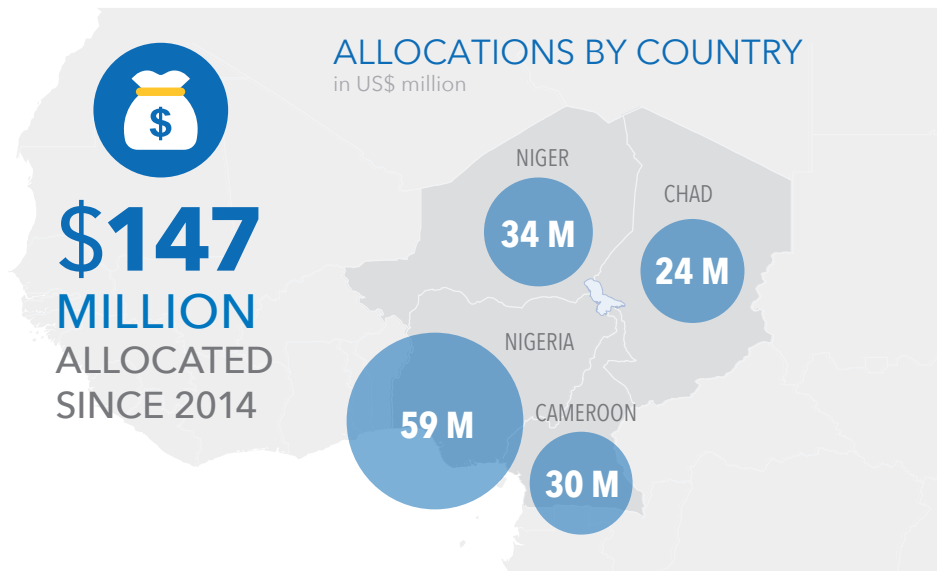 $
$147
MILLION
ALLOCATED
SINCE 2014
ALLOCATIONS BY COUNTRY
in US$ million
NIGER
34 M
CHAD
24 M
NIGERIA
59 M
CAMEROON
30 M